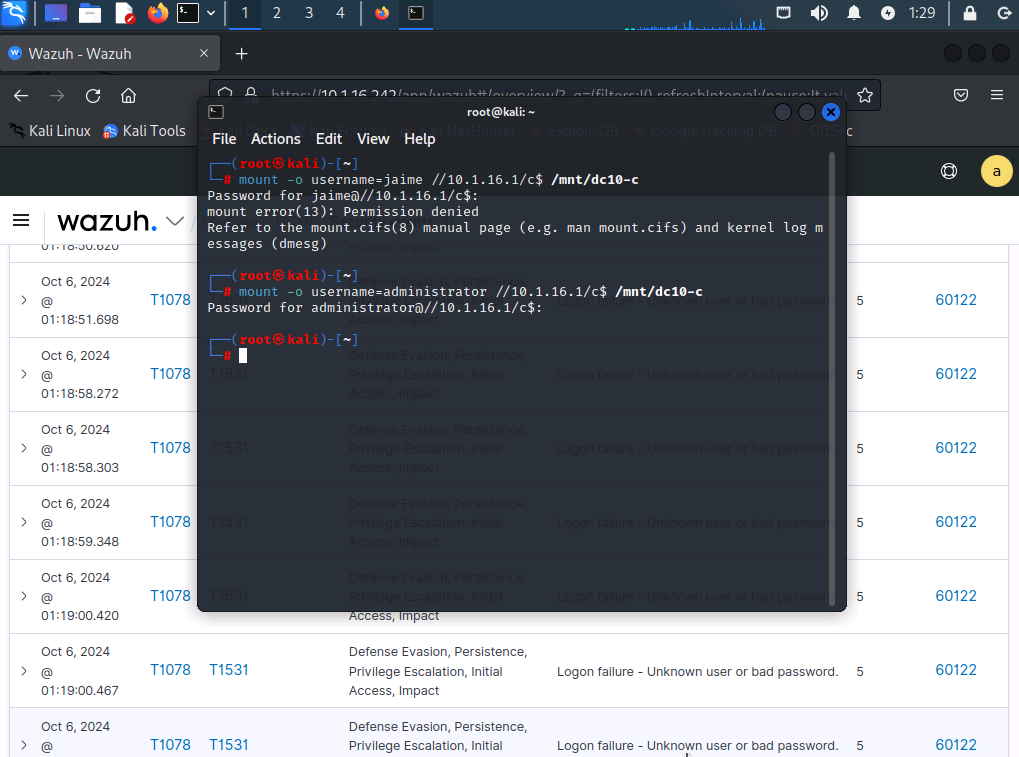 1 2 3 4 1:29
Wazuh - Wazuh
https://10.1.16.242/app/wazuh#/overview/?_g=(filters:!(),refreshInterval:(pause:!t,val
Kali Linux Kali Tools Kali NetHunter Exploit-DB Google Hacking DB OffSec
a
wazuh.
root@kali: ~
File Actions Edit View Help
┌──(root㉿kali)-[~]
└─# mount -o username=jaime //10.1.16.1/c$ /mnt/dc10-c
Password for jaime@//10.1.16.1/c$:
mount error(13): Permission denied
Refer to the mount.cifs(8) manual page (e.g. man mount.cifs) and kernel log m
essages (dmesg)
┌──(root㉿kali)-[~]
└─# mount -o username=administrator //10.1.16.1/c$ /mnt/dc10-c
Password for administrator@//10.1.16.1/c$:
┌──(root㉿kali)-[~]
└─#
01:18:50.620
Oct 6, 2024
@ T1078 5 60122
01:18:51.698
Access, Impact
Oct 6, 2024
Defense Evasion, Persistence,
@ T1078 T1531 Privilege Escalation, Initial Logon failure - Unknown user or bad password. 5 60122
01:18:58.272
Access, Impact
Oct 6, 2024
Defense Evasion, Persistence,
@ T1078 T1531 Privilege Escalation, Initial Logon failure - Unknown user or bad password. 5 60122
01:18:58.303
Access, Impact
Oct 6, 2024
Defense Evasion, Persistence,
@ T1078 T1531 Privilege Escalation, Initial Logon failure - Unknown user or bad password. 5 60122
01:18:59.348
Access, Impact
Oct 6, 2024
Defense Evasion, Persistence,
@ T1078 T1531 Privilege Escalation, Initial Logon failure - Unknown user or bad password. 5 60122
01:19:00.420
Access, Impact
Oct 6, 2024
Defense Evasion, Persistence,
@ T1078 T1531 Privilege Escalation, Initial Logon failure - Unknown user or bad password. 5 60122
01:19:00.467
Access, Impact
Oct 6, 2024
Defense Evasion, Persistence,
@ T1078 T1531 Privilege Escalation, Initial Logon failure - Unknown user or bad password. 5 60122